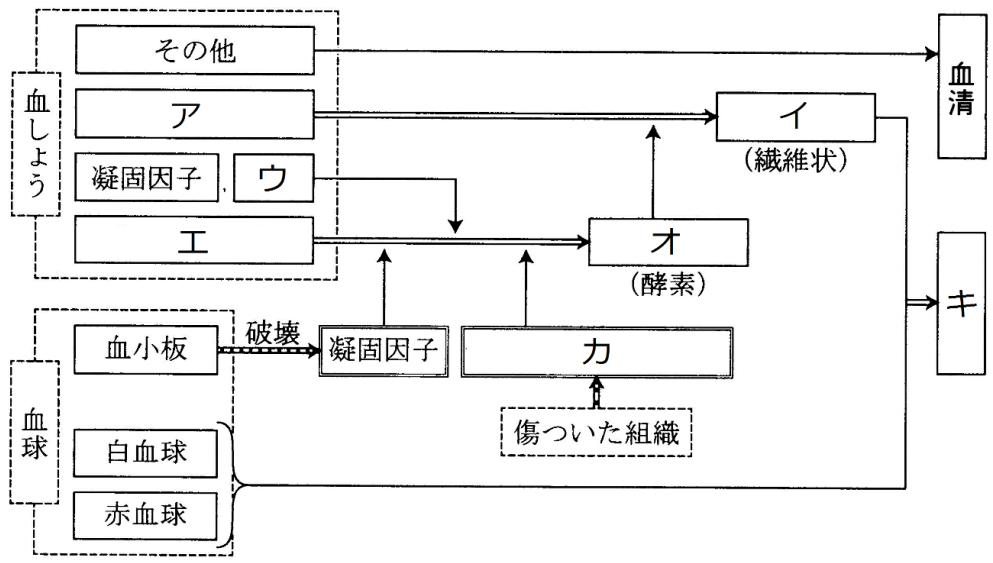 その他
血しょう
ア
凝固因子
ウ
エ
血清
イ
(繊維状)
オ
(酵素)
キ
血球
血小板
破壊
凝固因子
カ
傷ついた組織
白血球
赤血球